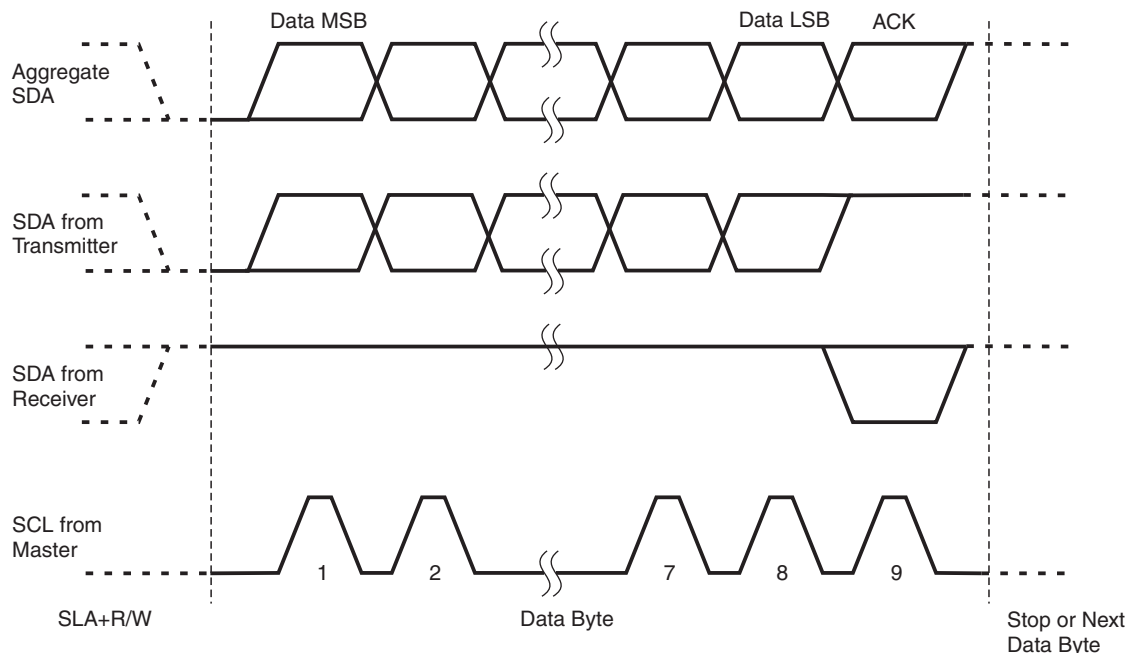 Data MSB
Data LSB
ACK
Aggregate
SDA
SDA from
Transmitter
SDA from
Receiver
SCL from
Master
1
2
7
8
9
SLA+R/W
Data Byte
Stop or Next
Data Byte